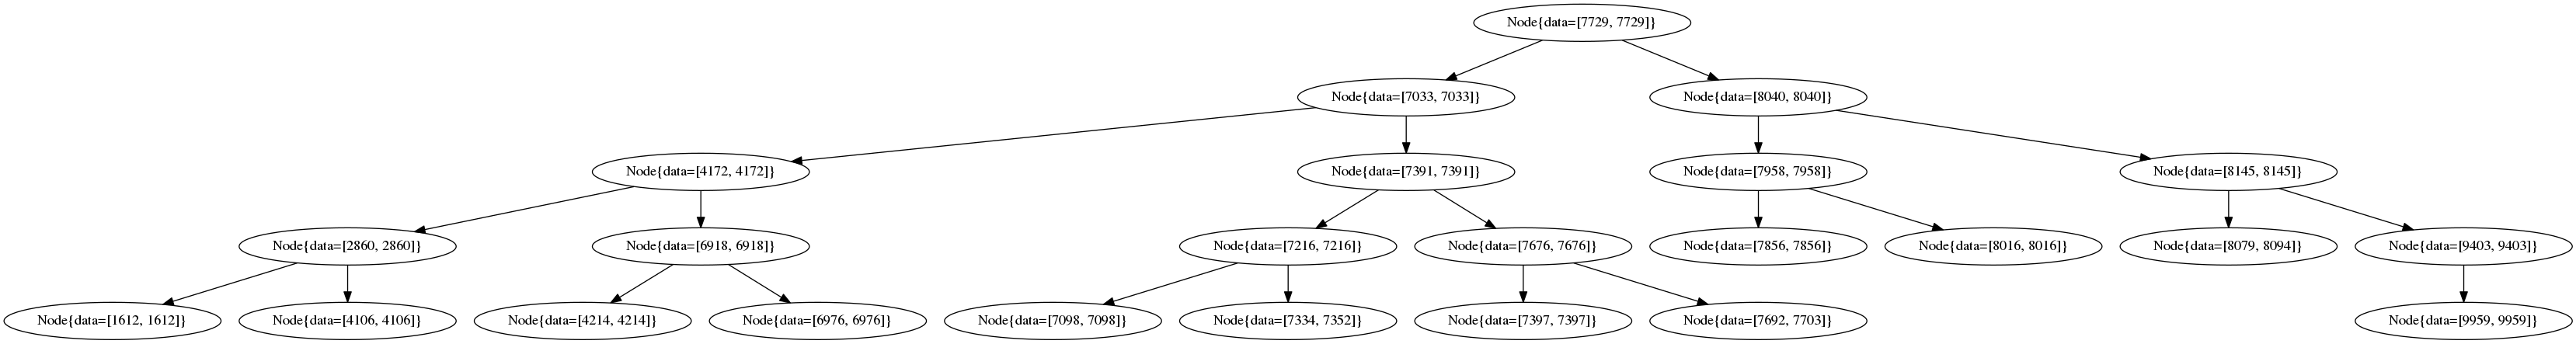 Node{data=[7729, 7729]}
Node{data=[7033, 7033]}
Node{data=[8040, 8040]}
Node{data=[4172, 4172]}
Node{data=[7391, 7391]}
Node{data=[7958, 7958]}
Node{data=[8145, 8145]}
Node{data=[2860, 2860]}
Node{data=[6918, 6918]}
Node{data=[7216, 7216]}
Node{data=[7676, 7676]}
Node{data=[7856, 7856]}
Node{data=[8016, 8016]}
Node{data=[8079, 8094]}
Node{data=[9403, 9403]}
Node{data=[1612, 1612]}
Node{data=[4106, 4106]}
Node{data=[4214, 4214]}
Node{data=[6976, 6976]}
Node{data=[7098, 7098]}
Node{data=[7334, 7352]}
Node{data=[7397, 7397]}
Node{data=[7692, 7703]}
Node{data=[9959, 9959]}